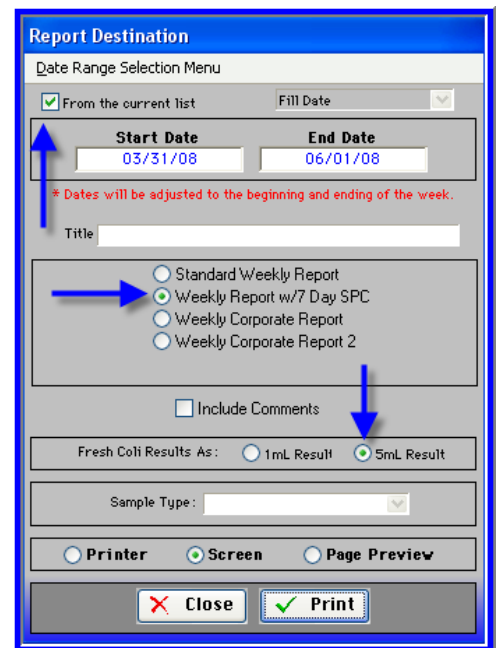 Report Destination
Date Range Selection Menu
From the current list Fill Date
Start Date End Date
03/31/08 06/01/08
* Dates will be adjusted to the beginning and ending of the week.
Title
Standard Weekly Report
Weekly Report w/7 Day SPC
Weekly Corporate Report
Weekly Corporate Report 2
Include Comments
Fresh Coli Results As: 1mL Result 5mL Result
Sample Type:
Printer Screen Page Preview
Close Print